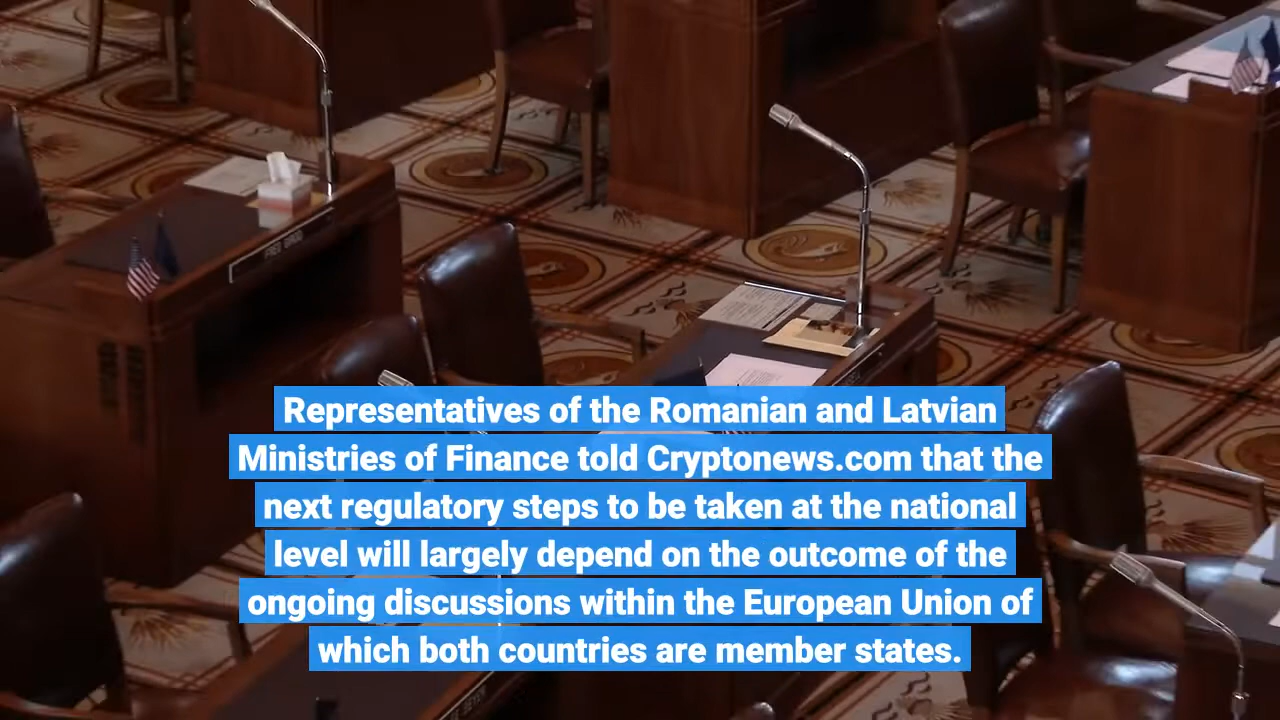 Representatives of the Romanian and Latvian
Ministries of Finance told Cryptonews.com that the
next regulatory steps to be taken at the national
level will largely depend on the outcome of the
ongoing discussions within the European Union of
which both countries are member states.